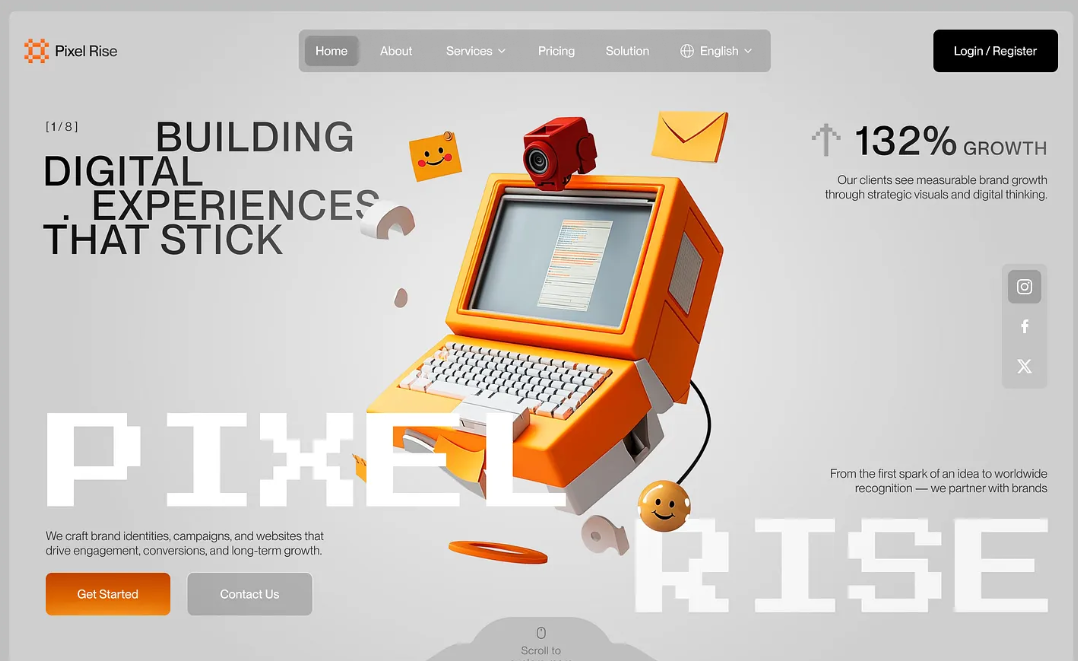 Pixel Rise
Home
About
Services
Pricing
Solution
English
Login / Register
[1/8]
BUILDING
DIGITAL
. EXPERIENCES
THAT STICK
132% GROWTH
Our clients see measurable brand growth
through strategic visuals and digital thinking.
PIXEL
From the first spark of an idea to worldwide
recognition — we partner with brands
RISE
We craft brand identities, campaigns, and websites that
drive engagement, conversions, and long-term growth.
Get Started
Contact Us
Scroll to